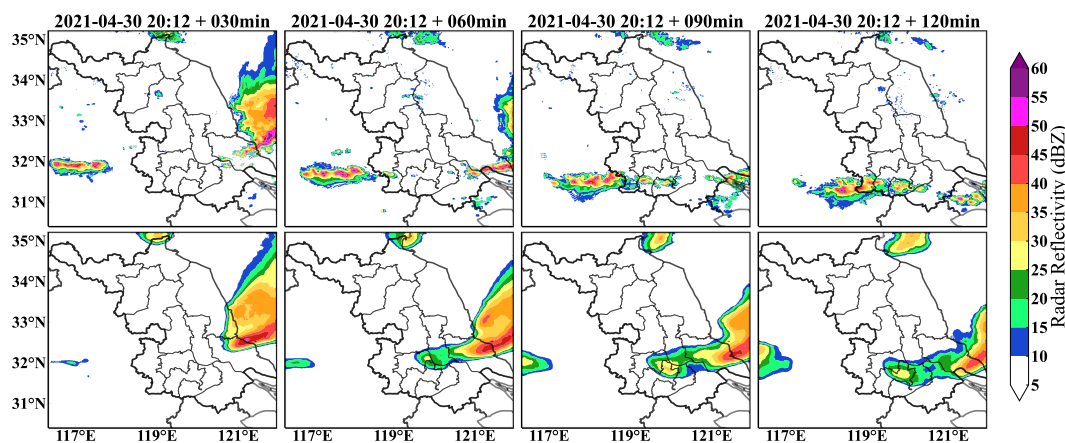 2021-04-30 20:12 + 030min 2021-04-30 20:12 + 060min 2021-04-30 20:12 + 090min 2021-04-30 20:12 + 120min
35°N
34°N
33°N
32°N
31°N
35°N
34°N
33°N
32°N
31°N
117°E 119°E 121°E 117°E 119°E 121°E 117°E 119°E 121°E 117°E 119°E 121°E
60
55
50
45
40
35
30
25
20
15
10
5
Radar Reflectivity (dBZ)